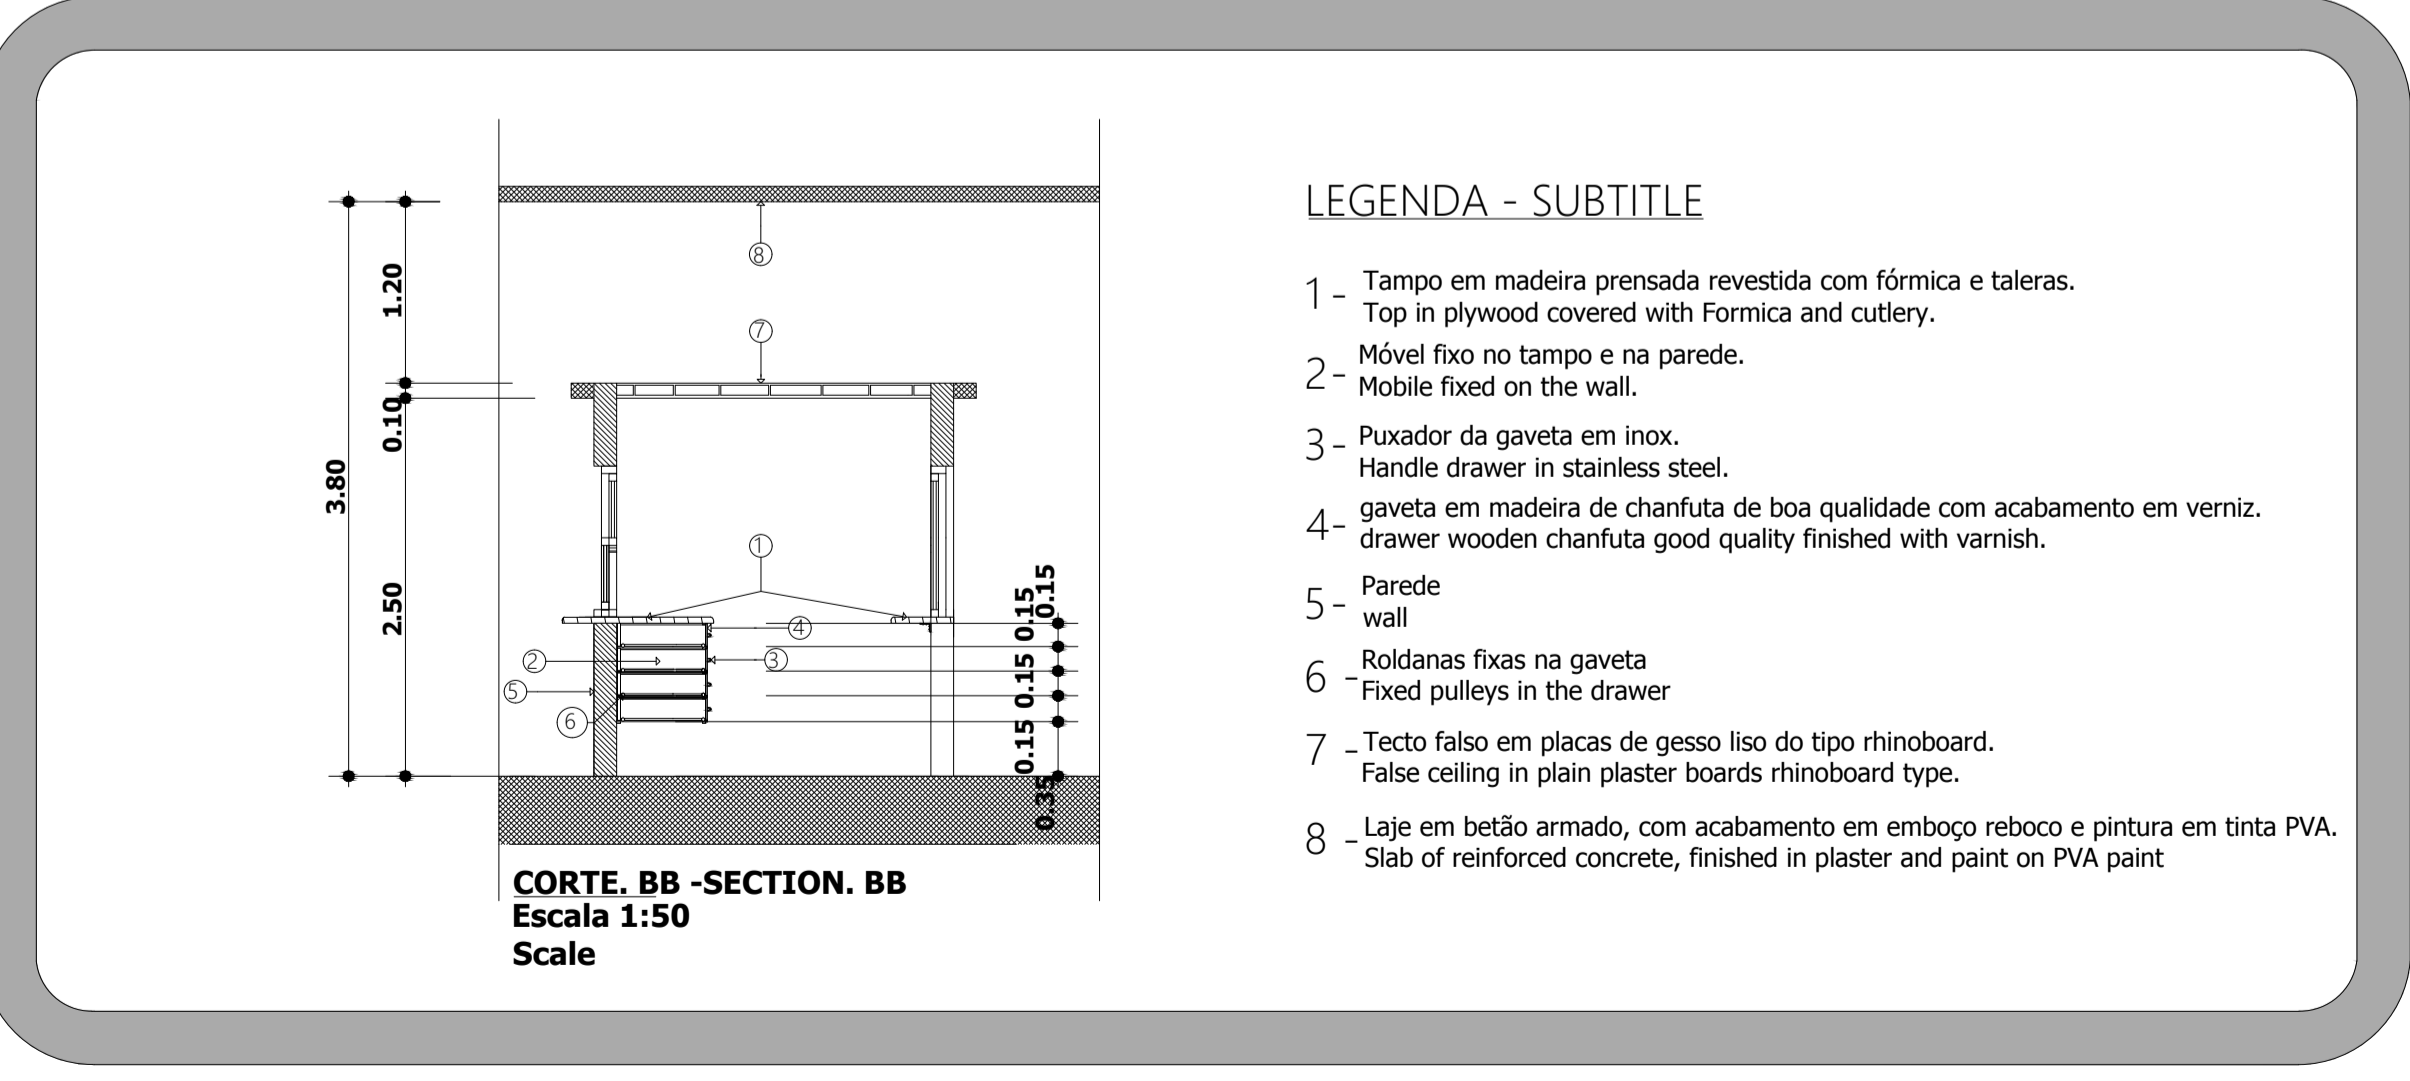 3.80
1.20
0.10
2.50
8
7
1
4
2
3
5
6
0.15
0.15
0.15
0.15
0.35
CORTE. BB -SECTION. BB
Escala 1:50
Scale
LEGENDA - SUBTITLE
1- Tampo em madeira prensada revestida com fórmica e taleras.
Top in plywood covered with Formica and cutlery.
2- Móvel fixo no tampo e na parede.
Mobile fixed on the wall.
3- Puxador da gaveta em inox.
Handle drawer in stainless steel.
4- gaveta em madeira de chanfuta de boa qualidade com acabamento em verniz.
drawer wooden chanfuta good quality finished with varnish.
5- Parede
wall
6 - Roldanas fixas na gaveta
Fixed pulleys in the drawer
7 - Tecto falso em placas de gesso liso do tipo rhinoboard.
False ceiling in plain plaster boards rhinoboard type.
8 - Laje em betão armado, com acabamento em emboço reboco e pintura em tinta PVA.
Slab of reinforced concrete, finished in plaster and paint on PVA paint